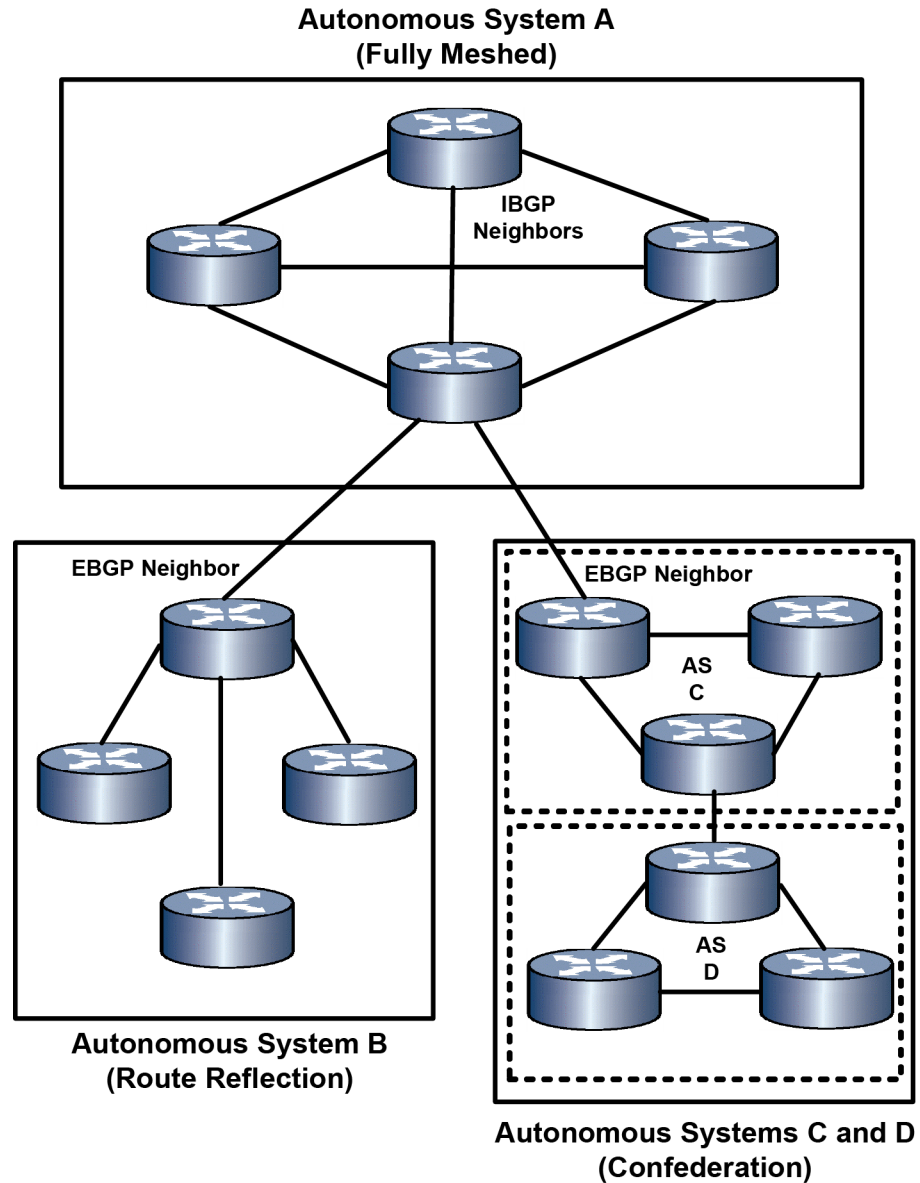 Autonomous System A
(Fully Meshed)
IBGP
Neighbors
EBGP Neighbor
EBGP Neighbor
AS
C
AS
D
Autonomous System B
(Route Reflection)
Autonomous Systems C and D
(Confederation)